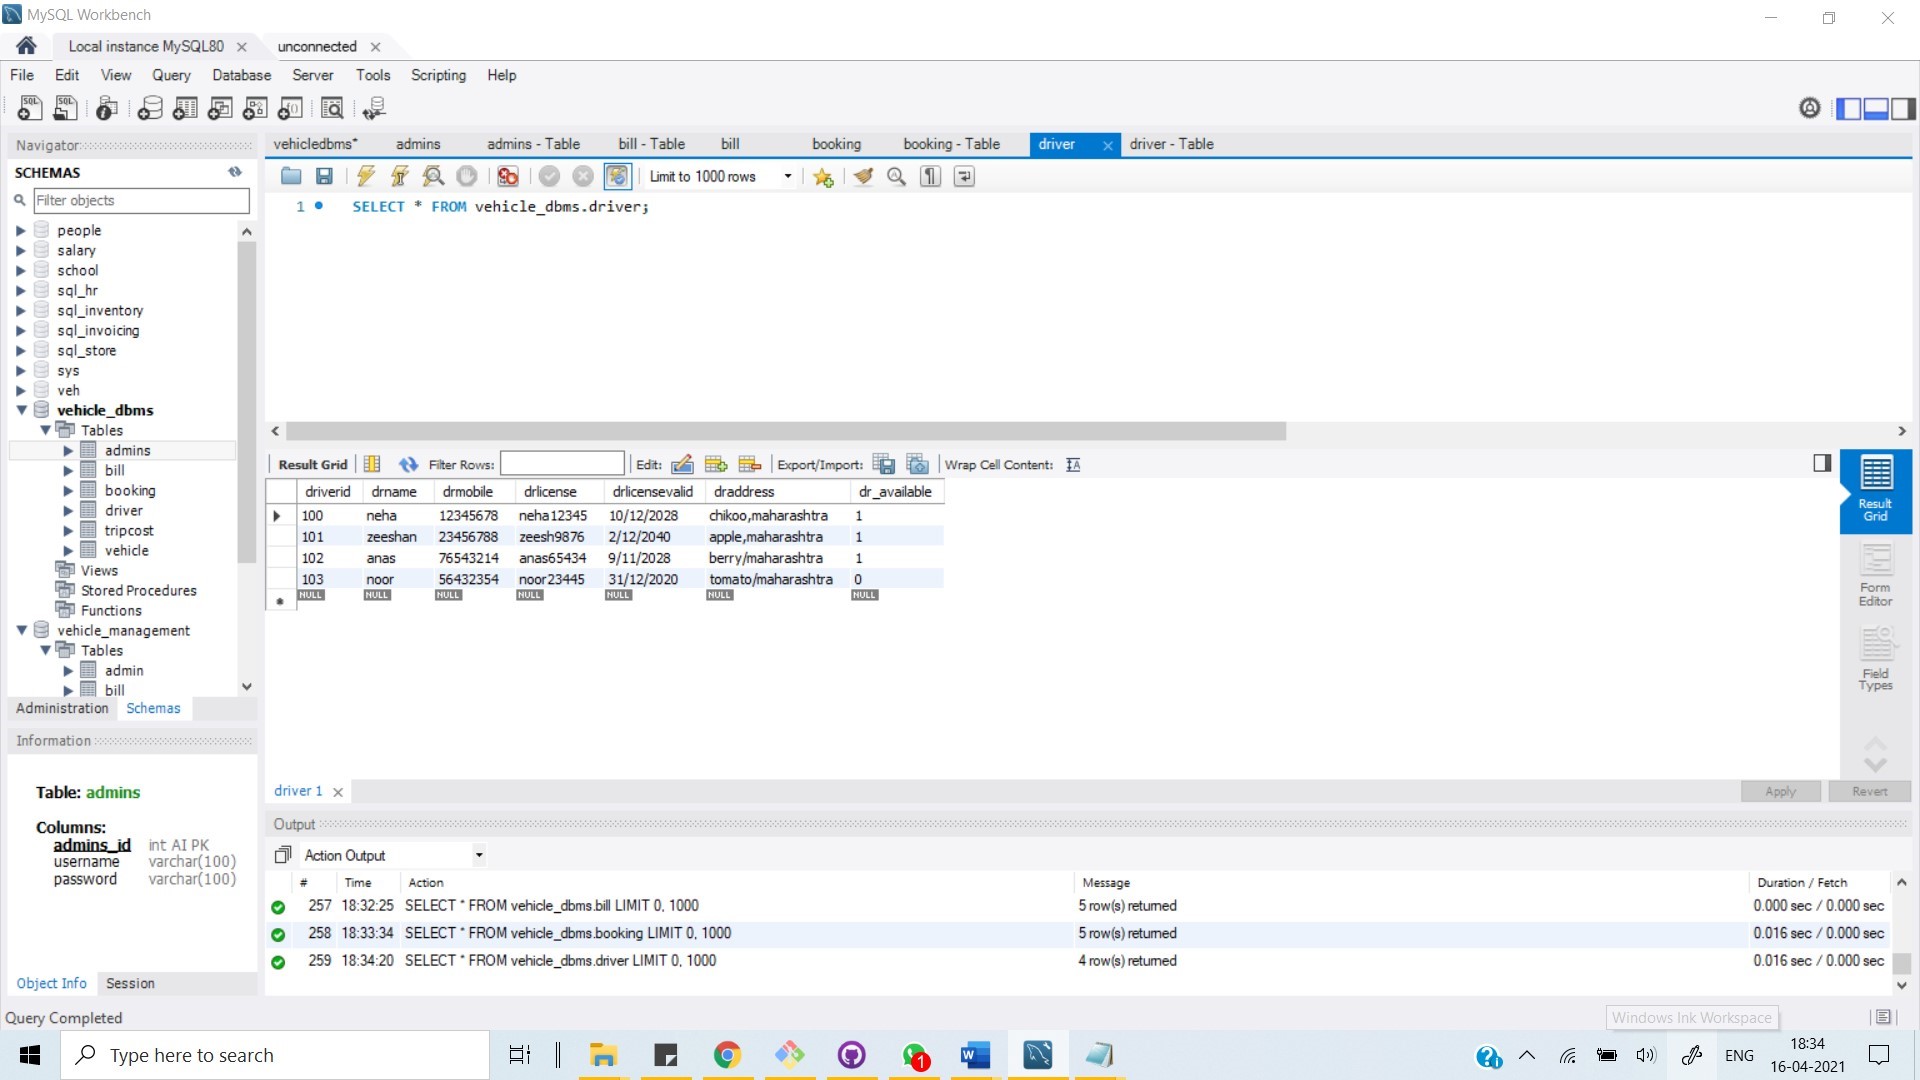 MySQL Workbench
Local instance MySQL80
unconnected
File Edit View Query Database Server Tools Scripting Help
Navigator
SCHEMAS
Filter objects
people
salary
school
sql_hr
sql_inventory
sql_invoicing
sql_store
sys
veh
vehicle_dbms
Tables
admins
bill
booking
driver
tripcost
vehicle
Views
Stored Procedures
Functions
vehicle_management
Tables
admin
bill
Administration Schemas
Information
Table: admins
Columns:
admins_id int AI PK
username varchar(100)
password varchar(100)
Object Info Session
vehicledbms* admins admins - Table bill - Table bill booking booking - Table driver driver - Table
Limit to 1000 rows
1 SELECT * FROM vehicle_dbms.driver;
Result Grid Filter Rows: Edit: Export/Import: Wrap Cell Content:
driverid drname drmobile drlicense drlicensevalid draddress dr_available
100 neha 12345678 neha12345 10/12/2028 chikoo,maharashtra 1
101 zeeshan 23456788 zeesh9876 2/12/2040 apple,maharashtra 1
102 anas 76543214 anas65434 9/11/2028 berry/maharashtra 1
103 noor 56432354 noor23445 31/12/2020 tomato/maharashtra 0
NULL NULL NULL NULL NULL NULL NULL
Result Grid
Form Editor
Field Types
driver 1
Apply Revert
Output
Action Output
# Time Action Message Duration / Fetch
257 18:32:25 SELECT * FROM vehicle_dbms.bill LIMIT 0, 1000 5 row(s) returned 0.000 sec / 0.000 sec
258 18:33:34 SELECT * FROM vehicle_dbms.booking LIMIT 0, 1000 5 row(s) returned 0.016 sec / 0.000 sec
259 18:34:20 SELECT * FROM vehicle_dbms.driver LIMIT 0, 1000 4 row(s) returned 0.016 sec / 0.000 sec
Query Completed
Windows Ink Workspace
Type here to search
1
ENG
18:34
16-04-2021